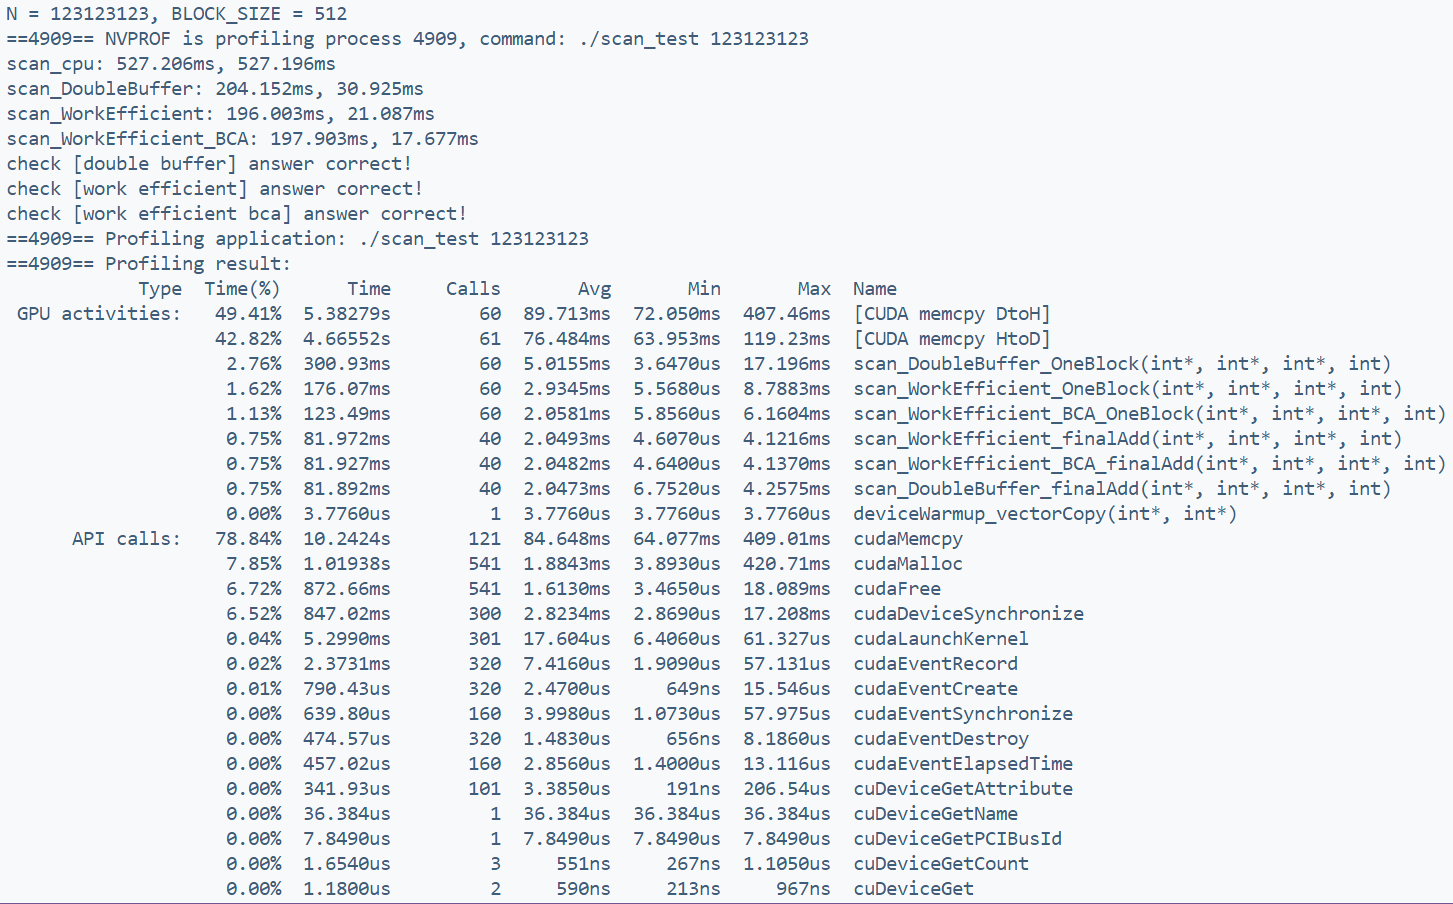 N = 123123123, BLOCK_SIZE = 512
==4909== NVPROF is profiling process 4909, command: ./scan_test 123123123
scan_cpu: 527.206ms, 527.196ms
scan_DoubleBuffer: 204.152ms, 30.925ms
scan_WorkEfficient: 196.003ms, 21.087ms
scan_WorkEfficient_BCA: 197.903ms, 17.677ms
check [double buffer] answer correct!
check [work efficient] answer correct!
check [work efficient bca] answer correct!
==4909== Profiling application: ./scan_test 123123123
==4909== Profiling result:
Type Time(%) Time Calls Avg Min Max Name
GPU activities: 49.41% 5.38279s 60 89.713ms 72.050ms 407.46ms [CUDA memcpy DtoH]
42.82% 4.66552s 61 76.484ms 63.953ms 119.23ms [CUDA memcpy HtoD]
2.76% 300.93ms 60 5.0155ms 3.6470us 17.196ms scan_DoubleBuffer_OneBlock(int*, int*, int*, int)
1.62% 176.07ms 60 2.9345ms 5.5680us 8.7883ms scan_WorkEfficient_OneBlock(int*, int*, int*, int)
1.13% 123.49ms 60 2.0581ms 5.8560us 6.1604ms scan_WorkEfficient_BCA_OneBlock(int*, int*, int*, int)
0.75% 81.972ms 40 2.0493ms 4.6070us 4.1216ms scan_WorkEfficient_finalAdd(int*, int*, int*, int)
0.75% 81.927ms 40 2.0482ms 4.6400us 4.1370ms scan_WorkEfficient_BCA_finalAdd(int*, int*, int*, int)
0.75% 81.892ms 40 2.0473ms 6.7520us 4.2575ms scan_DoubleBuffer_finalAdd(int*, int*, int*, int)
0.00% 3.7760us 1 3.7760us 3.7760us 3.7760us deviceWarmup_vectorCopy(int*, int*)
API calls: 78.84% 10.2424s 121 84.648ms 64.077ms 409.01ms cudaMemcpy
7.85% 1.01938s 541 1.8843ms 3.8930us 420.71ms cudaMalloc
6.72% 872.66ms 541 1.6130ms 3.4650us 18.089ms cudaFree
6.52% 847.02ms 300 2.8234ms 2.8690us 17.208ms cudaDeviceSynchronize
0.04% 5.2990ms 301 17.604us 6.4060us 61.327us cudaLaunchKernel
0.02% 2.3731ms 320 7.4160us 1.9090us 57.131us cudaEventRecord
0.01% 790.43us 320 2.4700us 649ns 15.546us cudaEventCreate
0.00% 639.80us 160 3.9980us 1.0730us 57.975us cudaEventSynchronize
0.00% 474.57us 320 1.4830us 656ns 8.1860us cudaEventDestroy
0.00% 457.02us 160 2.8560us 1.4000us 13.116us cudaEventElapsedTime
0.00% 341.93us 101 3.3850us 191ns 206.54us cuDeviceGetAttribute
0.00% 36.384us 1 36.384us 36.384us 36.384us cuDeviceGetName
0.00% 7.8490us 1 7.8490us 7.8490us 7.8490us cuDeviceGetPCIBusId
0.00% 1.6540us 3 551ns 267ns 1.1050us cuDeviceGetCount
0.00% 1.1800us 2 590ns 213ns 967ns cuDeviceGet